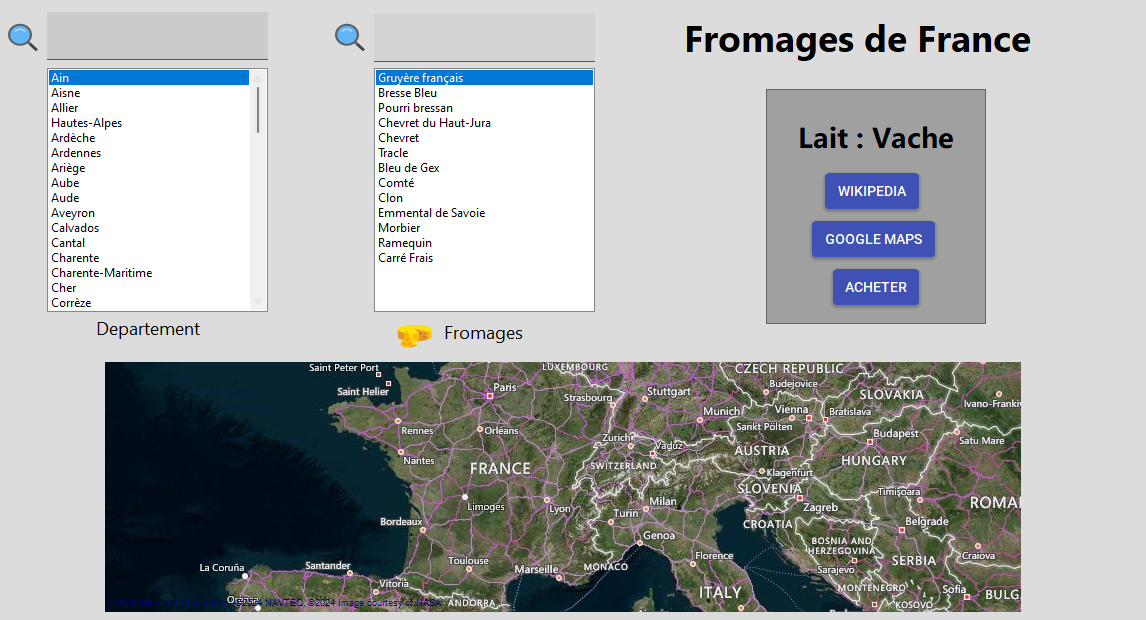 Fromages de France
Ain
Aisne
Allier
Hautes-Alpes
Ardèche
Ardennes
Ariège
Aube
Aude
Aveyron
Calvados
Cantal
Charente
Charente-Maritime
Cher
Corrèze
Departement
Gruyère français
Bresse Bleu
Pourri bressan
Chevret du Haut-Jura
Chevret
Tracle
Bleu de Gex
Comté
Clon
Emmental de Savoie
Morbier
Ramequin
Carré Frais
Fromages
Lait : Vache
WIKIPEDIA
GOOGLE MAPS
ACHETER
Saint Peter Port
LUXEMBOURG
CZECH REPUBLIC
Saint Helier
Paris
Strasbourg
Stuttgart
Budejovice
SLOVAKIA
Ivano-Frankiv
Munich
Vienna
Bratislava
Rennes
Orléans
Sankt Pölten
Budapest
Satu Mare
Zurich
Vaduz
AUSTRIA
Nantes
FRANCE
SWITZERLAND
HUNGARY
Klagenfurt
SLOVENIA
Timişoara
Limoges
Lyon
Milan
Zagreb
ROMAN
Turin
Bordeaux
CROATIA
Belgrade
Genoa
BOSNIA AND
HERZEGOVINA
Florence
SERBIA
Craiova
La Coruña
Santander
Toulouse
Marseille
MONACO
Sarajevo
Vitoria
ITALY
MONTENEGRO
Sofia
BULG
ANDORRA
KOSOVO
NAVTEQ, ©2024 Image courtesy of NASA